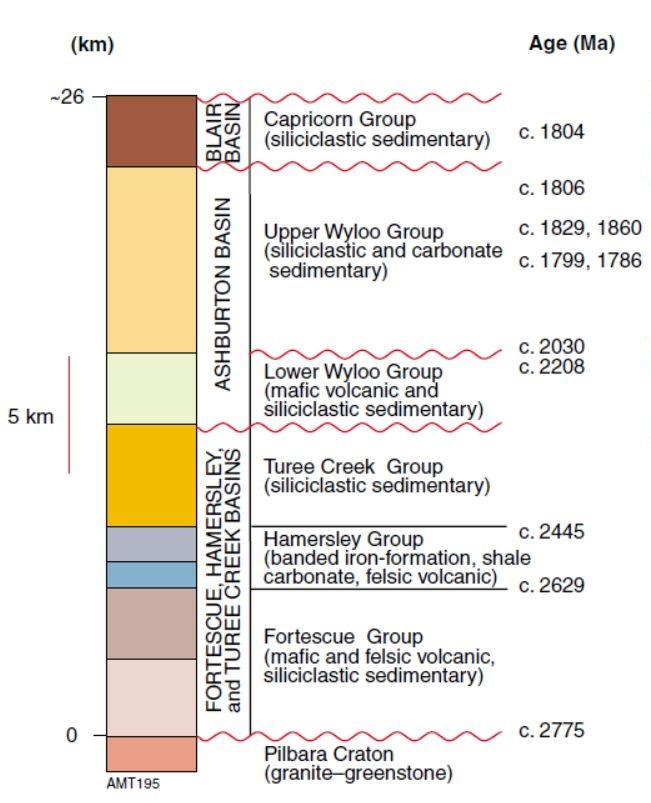 (km)
Age (Ma)
~26
BLAIR
BASIN
Capricorn Group
(siliciclastic sedimentary)
c. 1804
c. 1806
ASHBURTON BASIN
Upper Wyloo Group
(siliciclastic and carbonate
sedimentary)
c. 1829, 1860
c. 1799, 1786
c. 2030
c. 2208
Lower Wyloo Group
(mafic volcanic and
siliciclastic sedimentary)
5 km
FORTESCUE, HAMERSLEY,
and TUREE CREEK BASINS
Turee Creek Group
(siliciclastic sedimentary)
c. 2445
Hamersley Group
(banded iron-formation, shale
carbonate, felsic volcanic)
c. 2629
Fortescue Group
(mafic and felsic volcanic,
siliciclastic sedimentary)
0
c. 2775
Pilbara Craton
(granite–greenstone)
AMT195